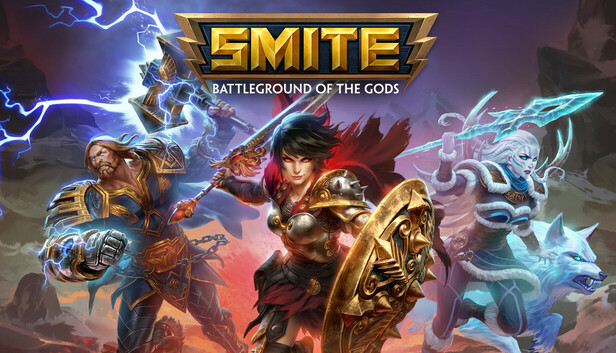 SMITE
BATTLEGROUND OF THE GODS